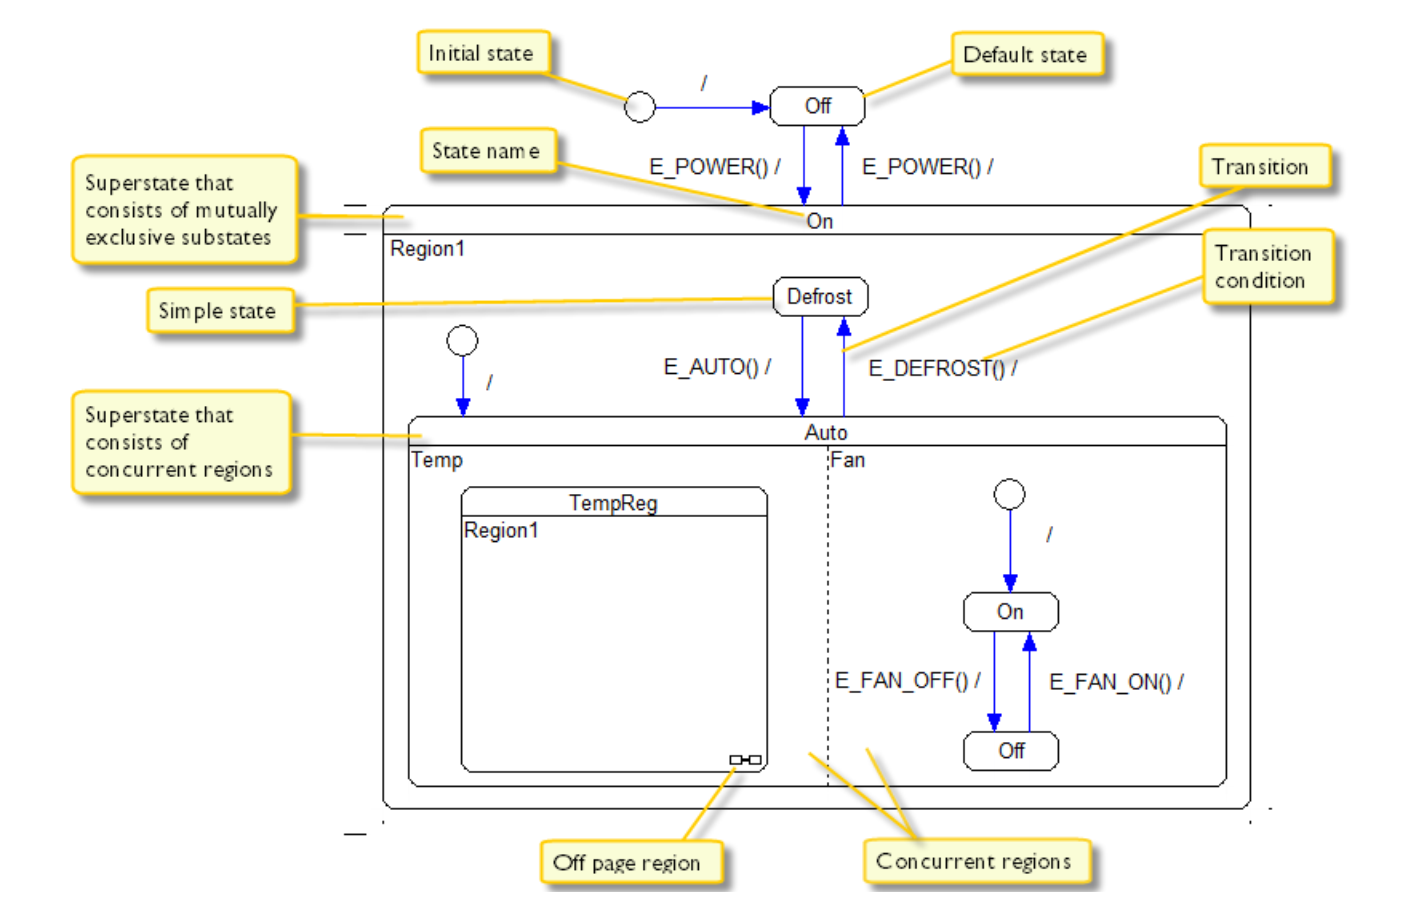 Initial state
Default state
/
Off
State name
E_POWER() /
E_POWER() /
Transition
Superstate that
consists of mutually
exclusive substates
On
Region1
Transition
condition
Simple state
Defrost
E_AUTO() /
E_DEFROST() /
/
Superstate that
consists of
concurrent regions
Auto
Temp
Fan
TempReg
Region1
/
On
E_FAN_OFF() /
E_FAN_ON() /
Off
Off page region
Concurrent regions